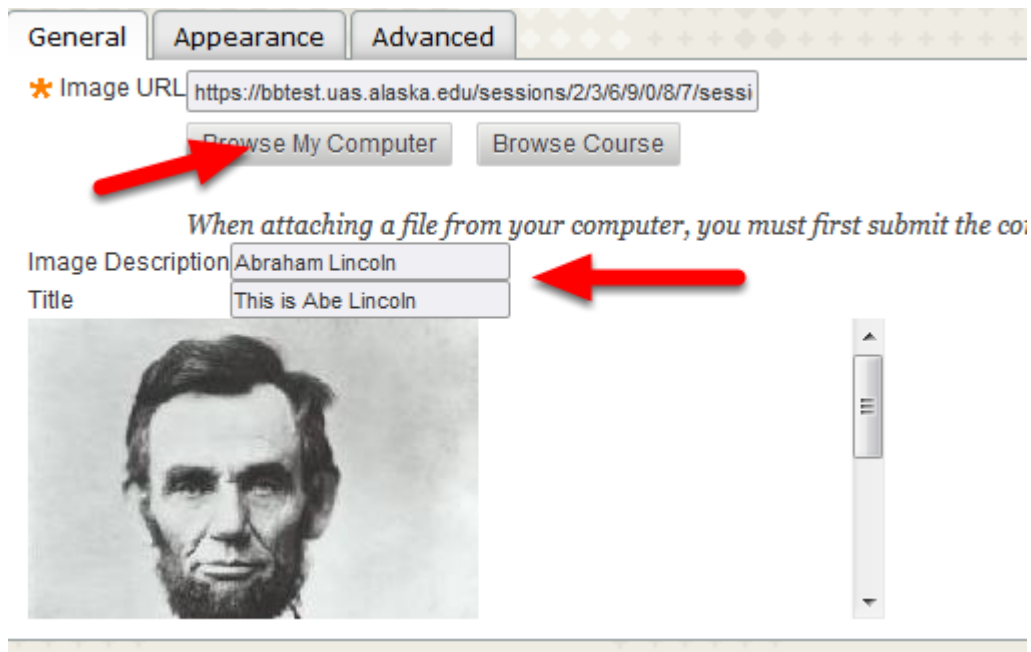 General Appearance Advanced
* Image URL https://bbtest.uas.alaska.edu/sessions/2/3/6/9/0/8/7/sessi
Browse My Computer Browse Course
When attaching a file from your computer, you must first submit the
Image Description Abraham Lincoln
Title This is Abe Lincoln